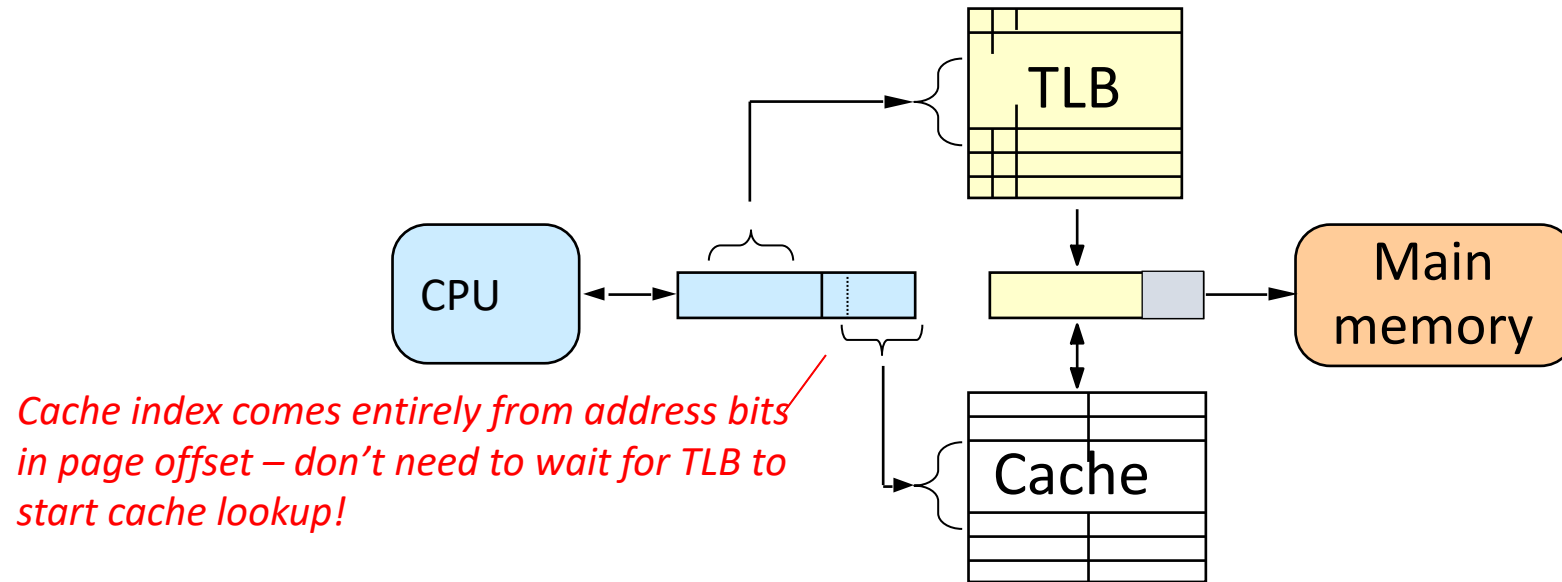 TLB
CPU
Main
memory
Cache index comes entirely from address bits
in page offset – don’t need to wait for TLB to
start cache lookup!
Cache